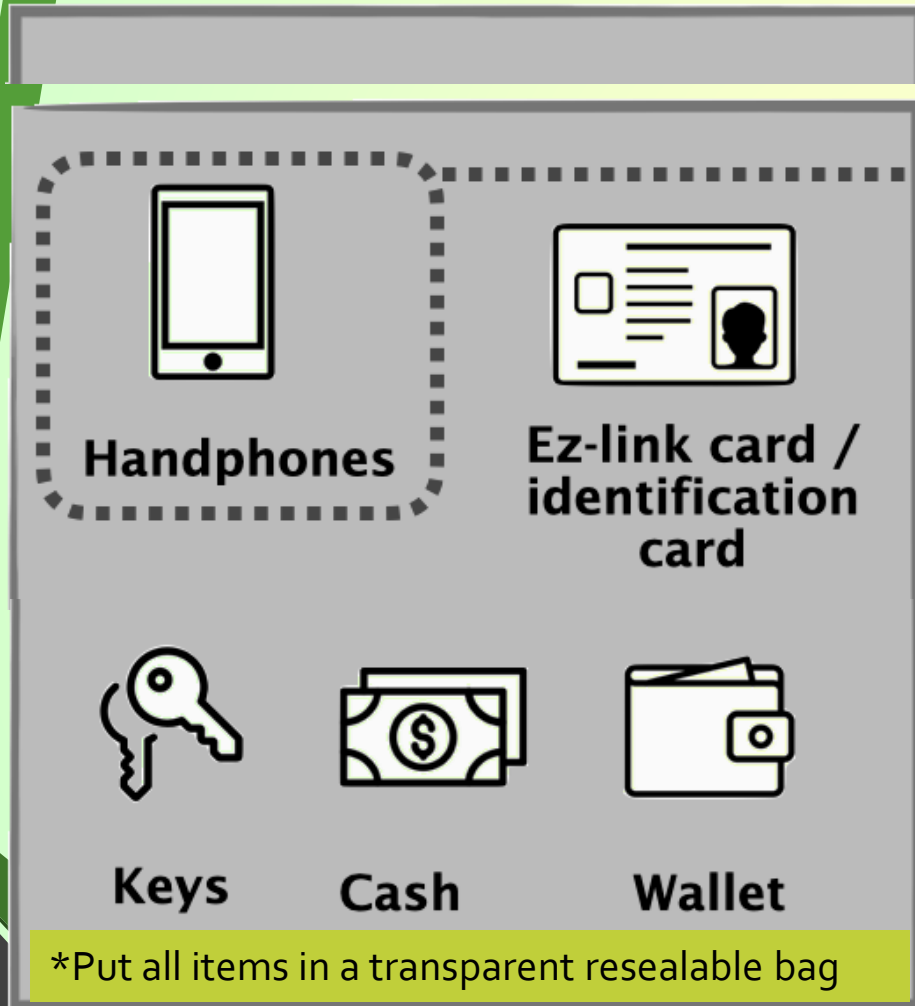 Handphones
Ez-link card /
identification
card
Keys
Cash
Wallet
*Put all items in a transparent resealable bag